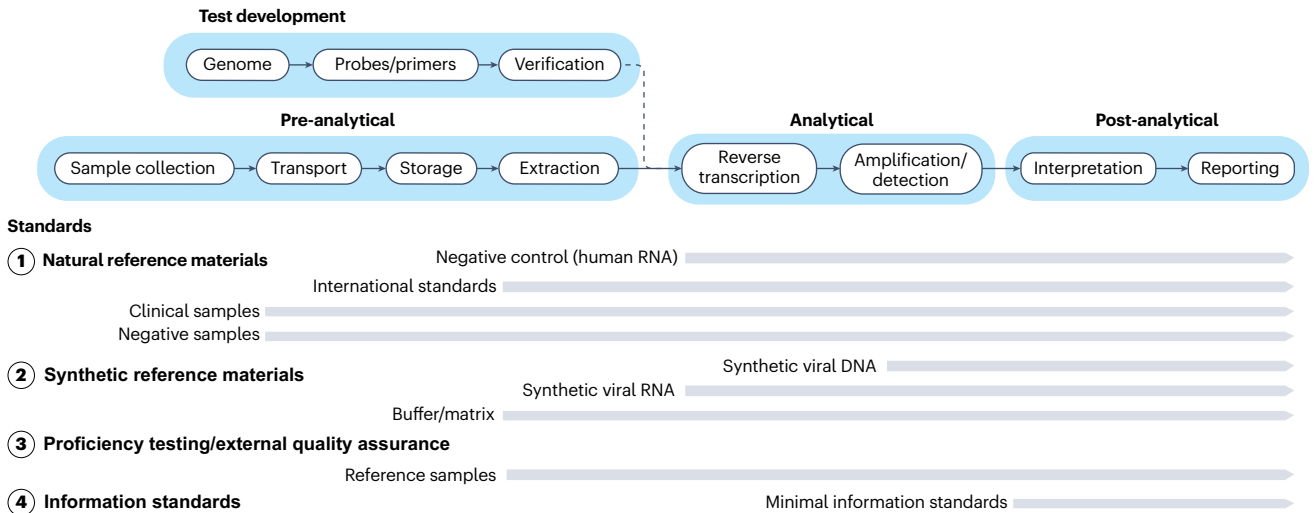 Test development
Genome
Probes/primers
Verification
Pre-analytical
Analytical
Post-analytical
Sample collection
Transport
Storage
Extraction
Reverse
transcription
Amplification/
detection
Interpretation
Reporting
Standards
1 Natural reference materials
Negative control (human RNA)
International standards
Clinical samples
Negative samples
2 Synthetic reference materials
Synthetic viral DNA
Synthetic viral RNA
Buffer/matrix
3 Proficiency testing/external quality assurance
Reference samples
4 Information standards
Minimal information standards